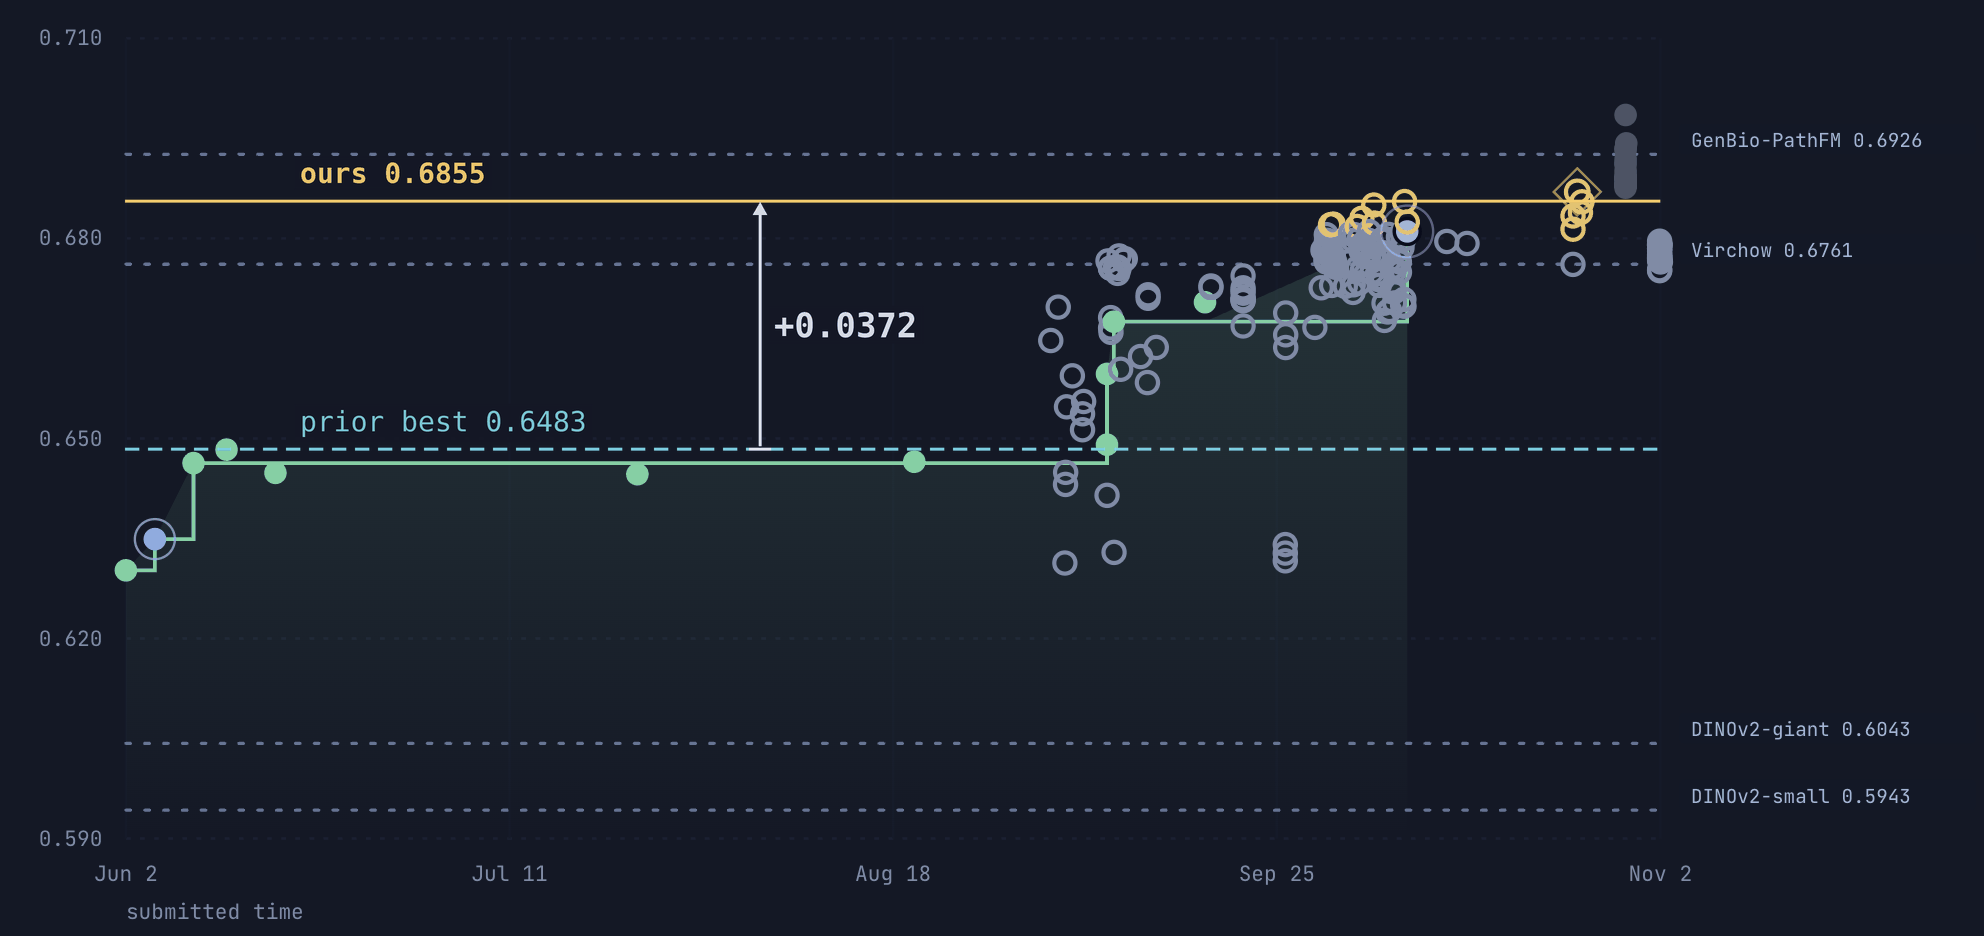 0.710
GenBio-PathFM 0.6926
ours 0.6855
0.680
Virchow 0.6761
+0.0372
prior best 0.6483
0.650
0.620
DINOv2-giant 0.6043
DINOv2-small 0.5943
0.590
Jun 2 Jul 11 Aug 18 Sep 25 Nov 2
submitted time